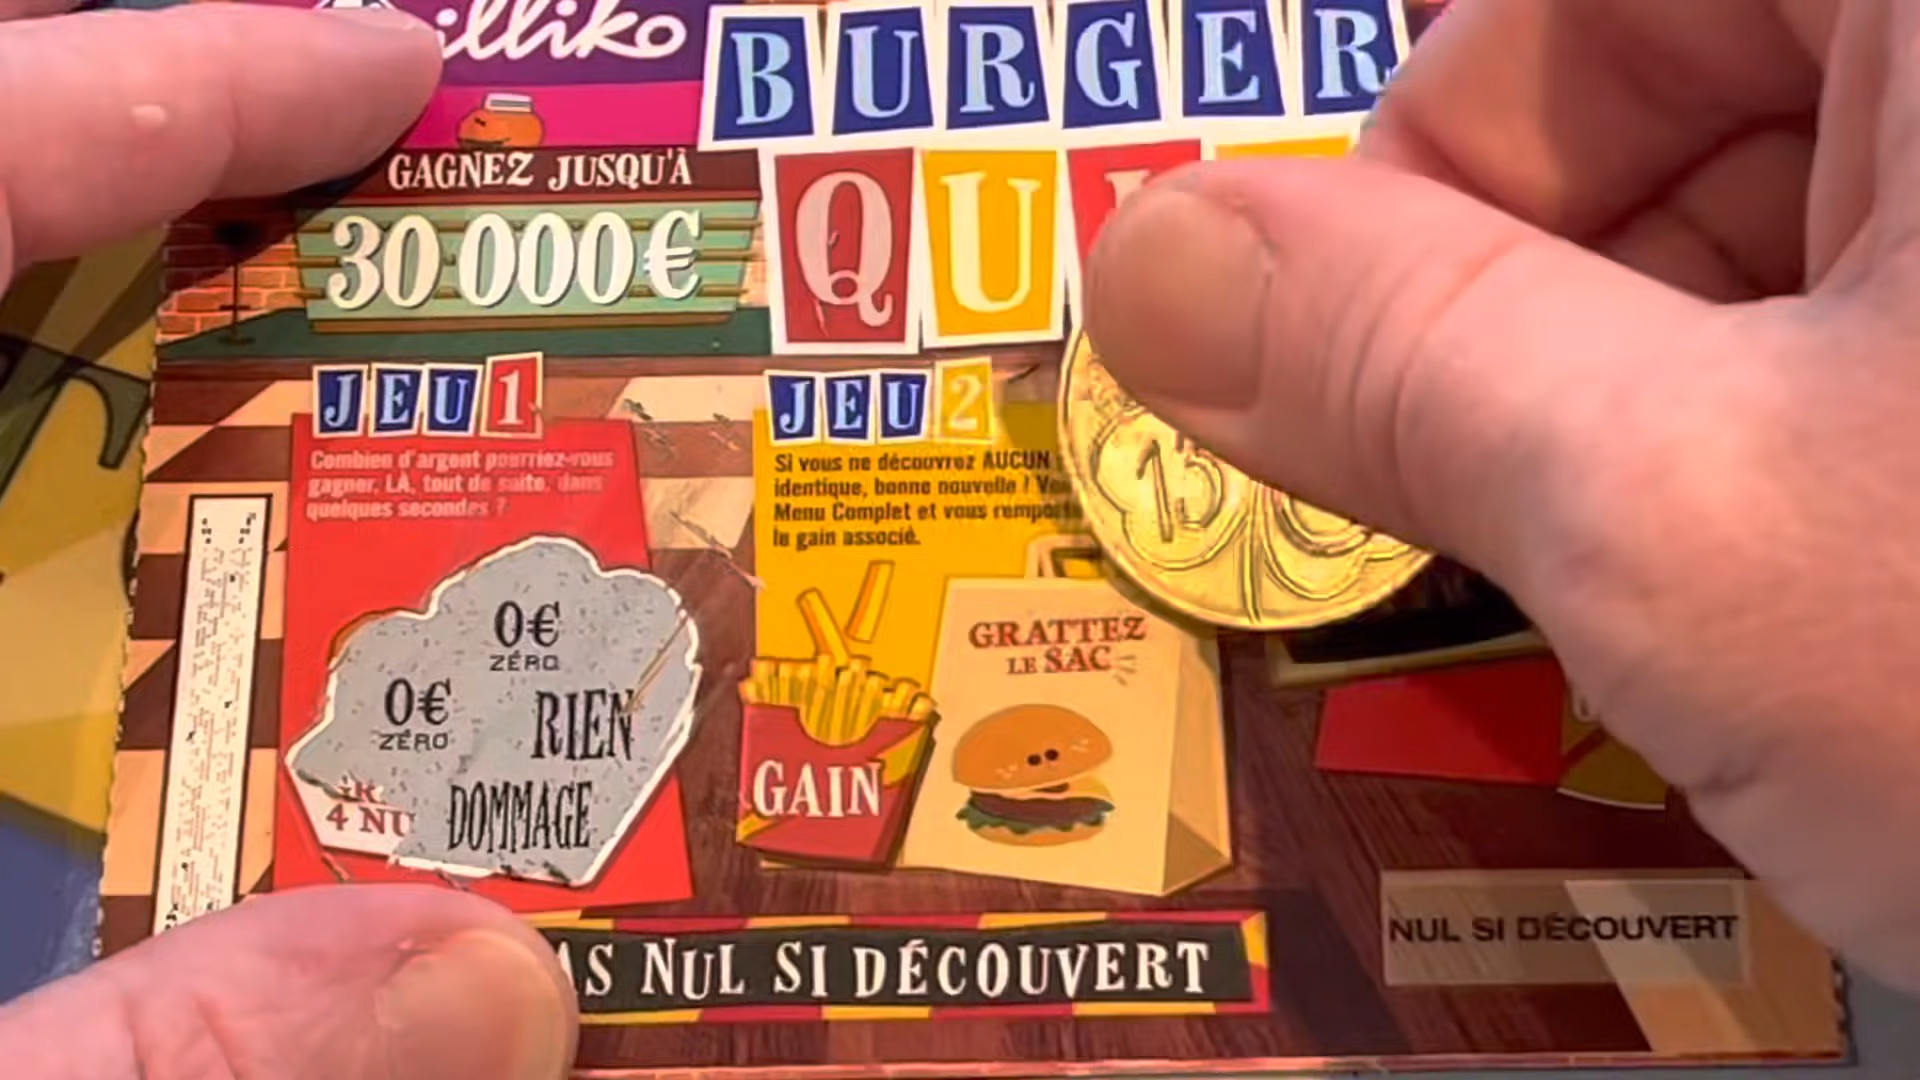 illiko
BURGER
QU
GAGNEZ JUSQU'À
30 000€
JEU 1
Combien d'argent pourriez-vous
gagner, LÀ, tout de suite, dans
quelques secondes ?
0€
ZÉRO
0€
ZÉRO
RIEN
4 NU
DOMMAGE
JEU 2
Si vous ne découvrez AUCUN
identique, bonne nouvelle ! Vo
Menu Complet et vous remport
le gain associé.
GRATTEZ
LE SAC
GAIN
13
AS NUL SI DÉCOUVERT
NUL SI DÉCOUVERT